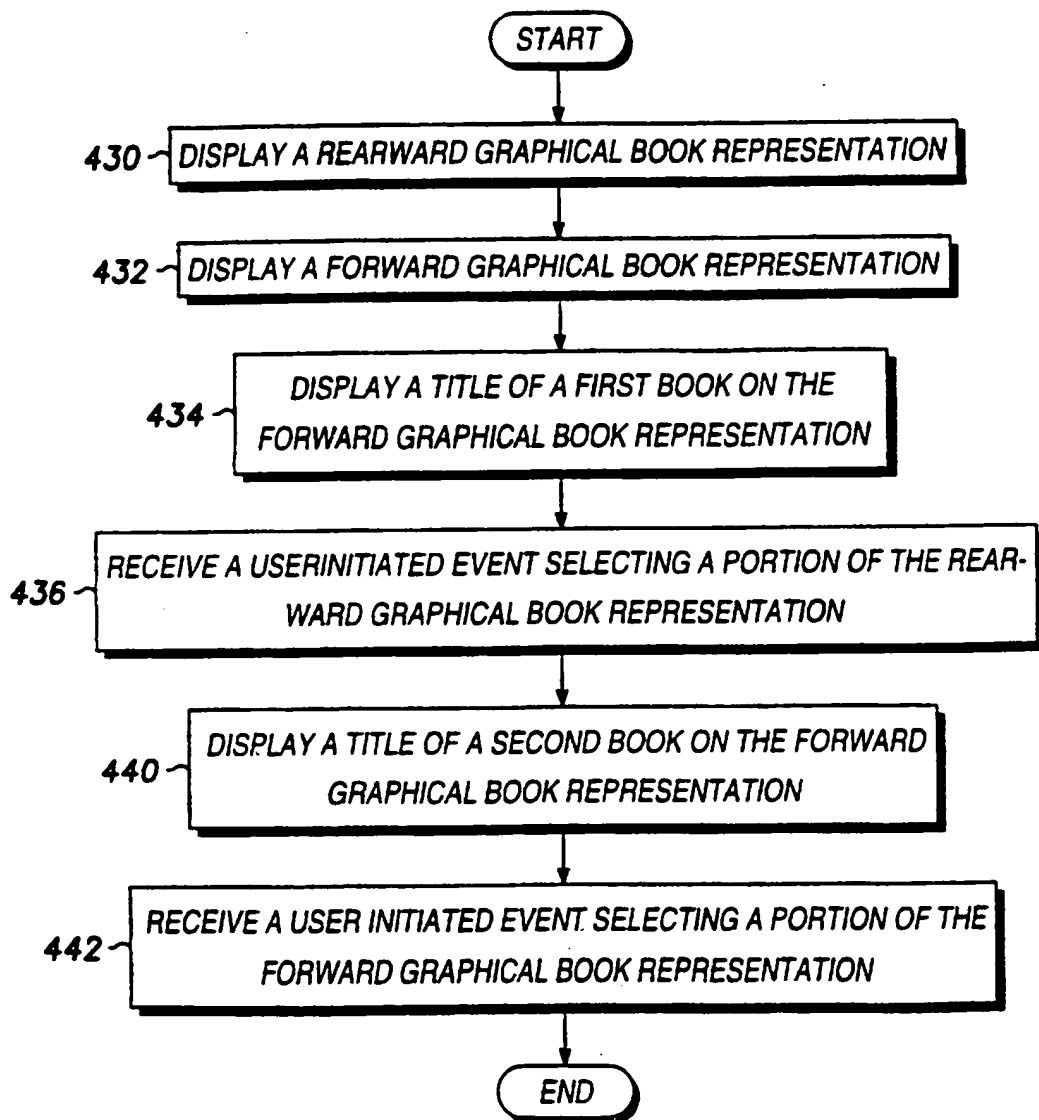 START
430 DISPLAY A REARWARD GRAPHICAL BOOK REPRESENTATION
432 DISPLAY A FORWARD GRAPHICAL BOOK REPRESENTATION
DISPLAY A TITLE OF A FIRST BOOK ON THE
434
FORWARD GRAPHICAL BOOK REPRESENTATION
RECEIVE A USERINITIATED EVENT SELECTING A PORTION OF THE REAR-
436
WARD GRAPHICAL BOOK REPRESENTATION
DISPLAY A TITLE OF A SECOND BOOK ON THE FORWARD
440
GRAPHICAL BOOK REPRESENTATION
RECEIVE A USER INITIATED EVENT SELECTING A PORTION OF THE
442
FORWARD GRAPHICAL BOOK REPRESENTATION
END